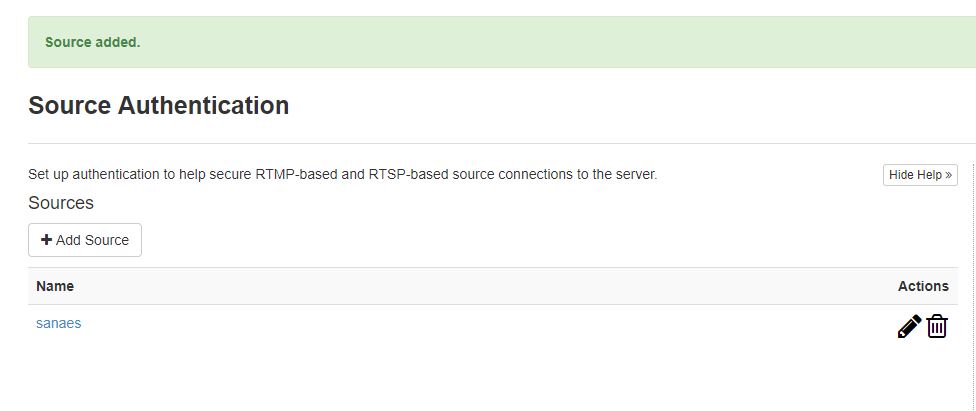 Source added.
Source Authentication
Set up authentication to help secure RTMP-based and RTSP-based source connections to the server.
Hide Help »
Sources
+ Add Source
Name Actions
sanaes